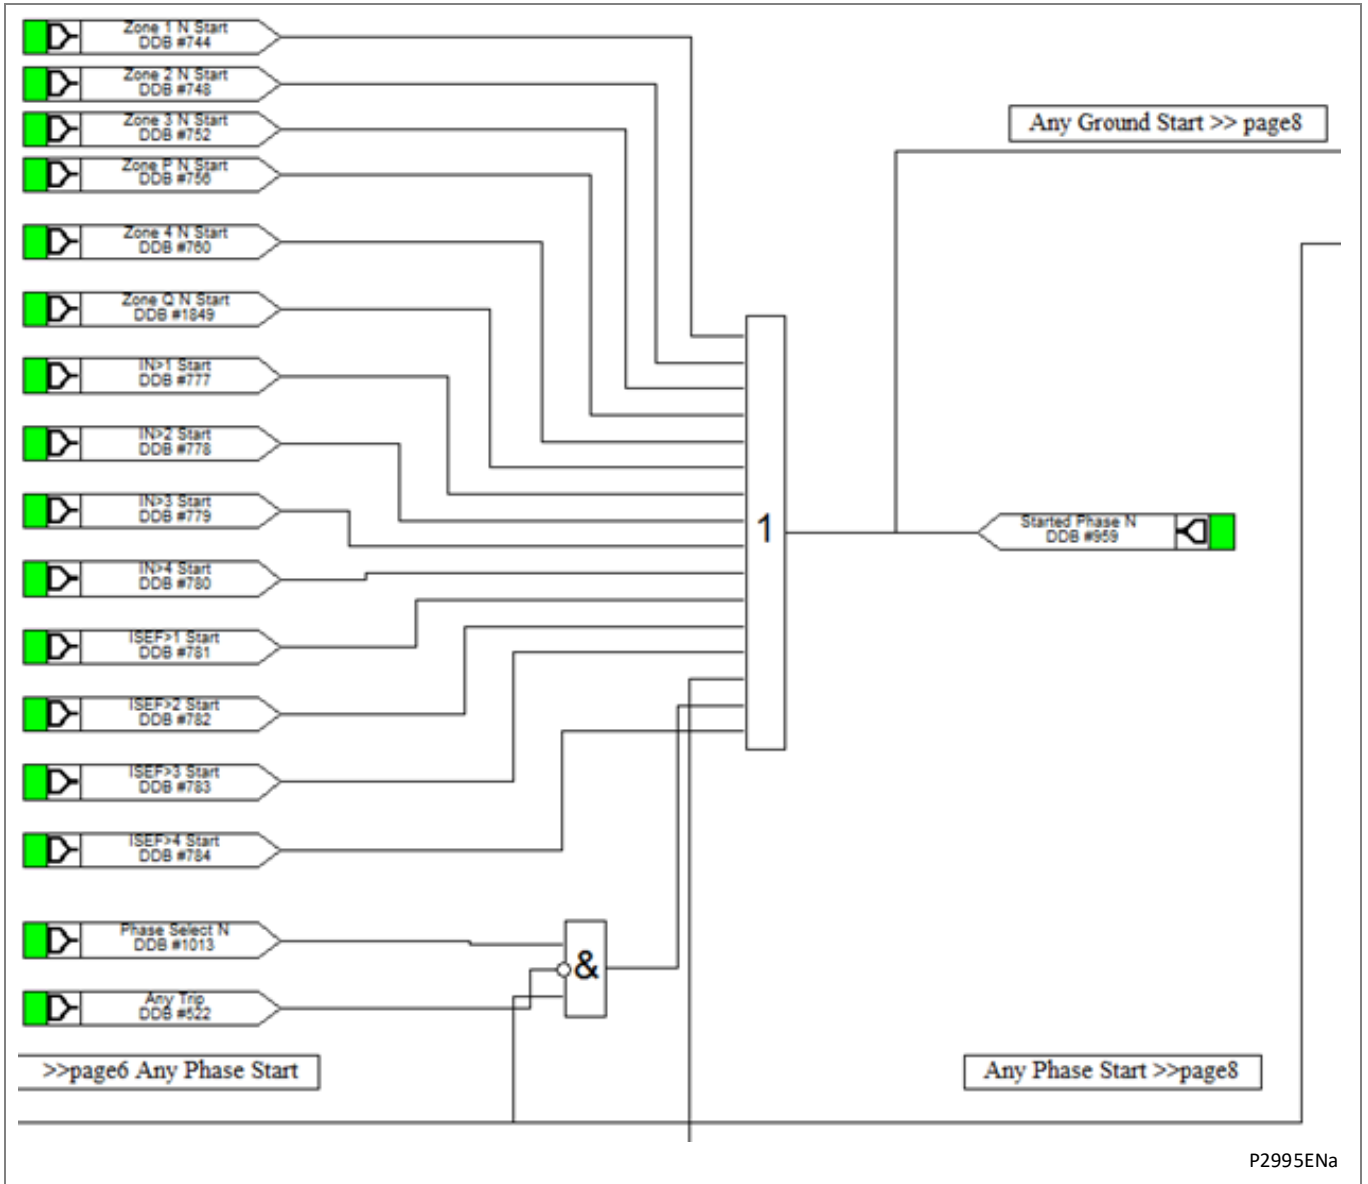 Zone 1 N Start
DDB #744
Zone 2 N Start
DDB #748
Zone 3 N Start
DDB #752
Any Ground Start >> page8
Zone P N Start
DDB #756
Zone 4 N Start
DDB #760
Zone Q N Start
DDB #1849
IN>1 Start
DDB #777
IN>2 Start
DDB #778
IN>3 Start
DDB #779
1
Started Phase N
DDB #959
IN>4 Start
DDB #780
ISEF>1 Start
DDB #781
ISEF>2 Start
DDB #782
ISEF>3 Start
DDB #783
ISEF>4 Start
DDB #784
Phase Select N
DDB #1013
&
Any Trip
DDB #522
>>page6 Any Phase Start
Any Phase Start >>page8
P2995ENa